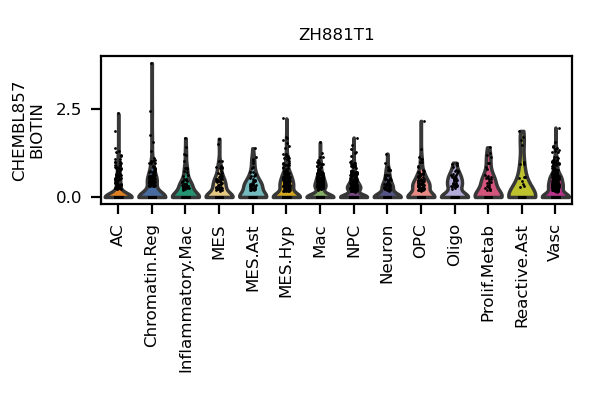 ZH881T1
CHEMBL857
BIOTIN
2.5
0.0
AC
Chromatin.Reg
Inflammatory.Mac
MES
MES.Ast
MES.Hyp
Mac
NPC
Neuron
OPC
Oligo
Prolif.Metab
Reactive.Ast
Vasc